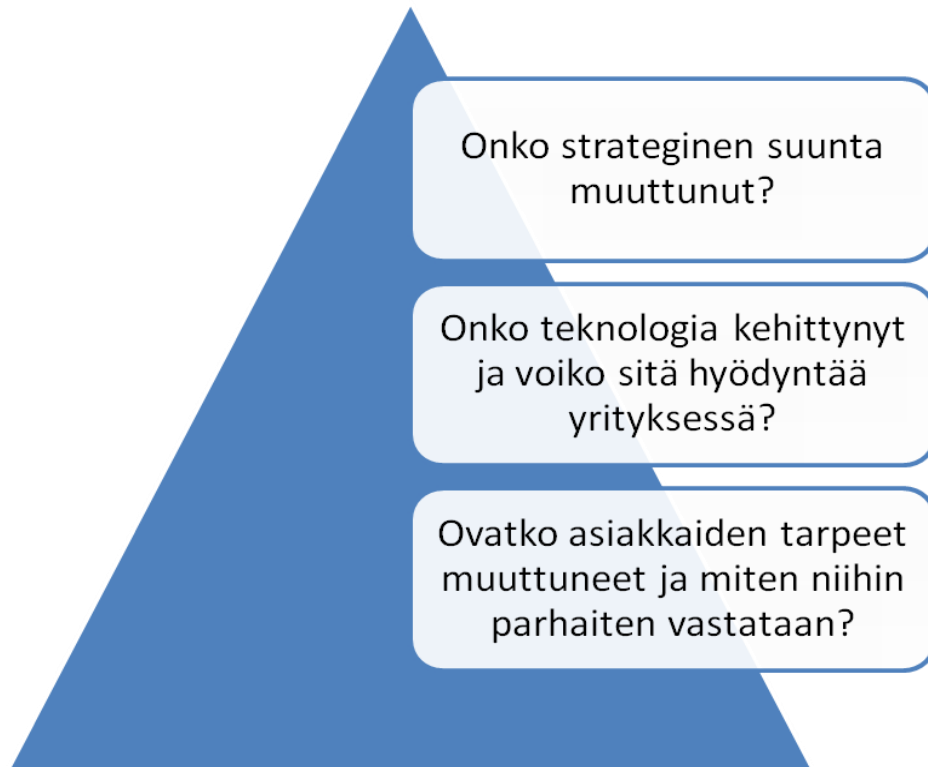 Onko strateginen suunta
muuttunut?
Onko teknologia kehittynyt
ja voiko sitä hyödyntää
yrityksessä?
Ovatko asiakkaiden tarpeet
muuttuneet ja miten niihin
parhaiten vastataan?